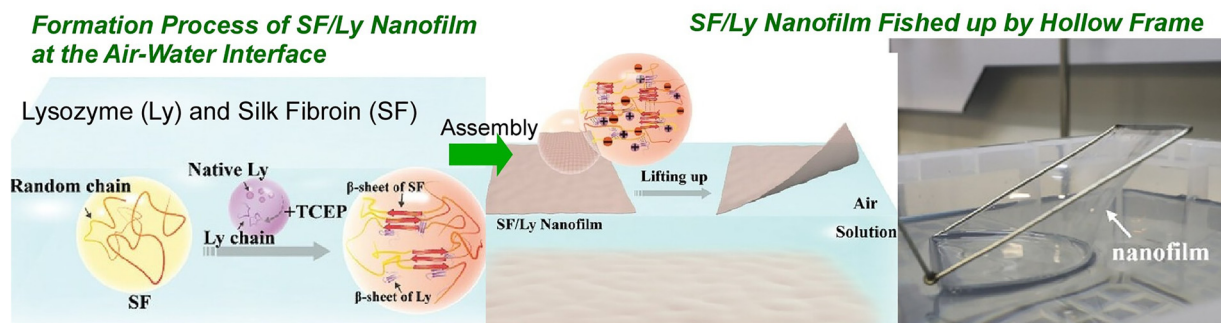 Formation Process of SF/Ly Nanofilm
at the Air-Water Interface
SF/Ly Nanofilm Fished up by Hollow Frame
Lysozyme (Ly) and Silk Fibroin (SF)
Assembly
Native Ly
Random chain
+TCEP
Ly chain
SF
β-sheet of SF
β-sheet of Ly
Lifting up
SF/Ly Nanofilm
Air
Solution
nanofilm